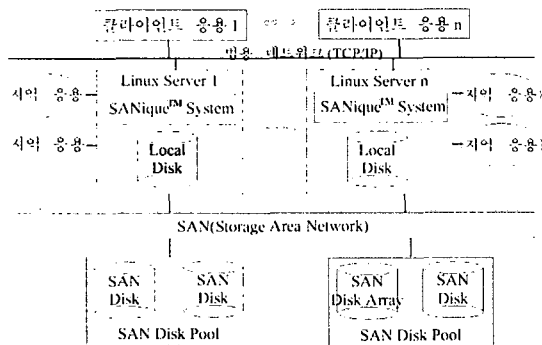 클라이언트 응용 1
클라이언트 응용 n
범용 네트워크 (TCP/IP)
Linux Server 1
SANique™ System
Linux Server n
SANique™ System
지역 응용
지역 응용
지역 응용
지역 응용
Local
Disk
Local
Disk
SAN(Storage Area Network)
SAN
Disk
SAN
Disk
SAN
Disk Array
SAN
Disk
SAN Disk Pool
SAN Disk Pool